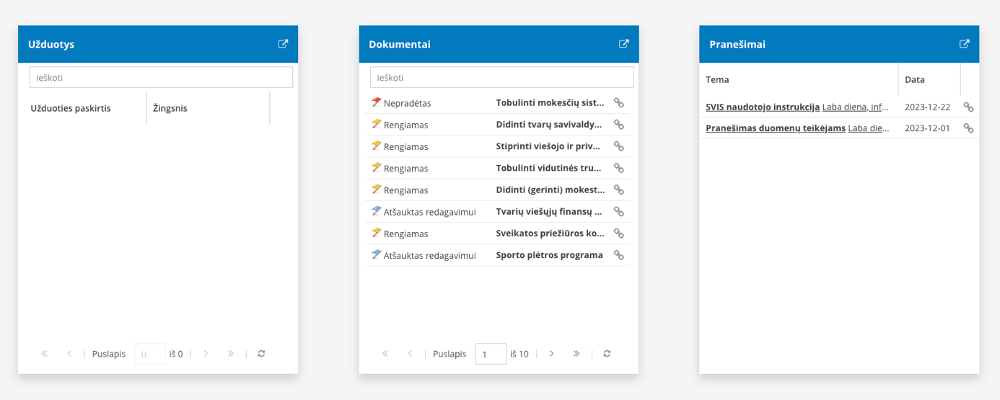 Užduotys
Ieškoti
Užduoties paskirtis Žingsnis
Puslapis 0 iš 0
Dokumentai
Ieškoti
Nepradėtas Tobulinti mokesčių sist...
Rengiamas Didinti tvarų savivaldy...
Rengiamas Stiprinti viešojo ir priv...
Rengiamas Tobulinti vidutinės tru...
Rengiamas Didinti (gerinti) mokest...
Atšauktas redagavimui Tvarių viešųjų finansų ...
Rengiamas Sveikatos priežiūros ko...
Atšauktas redagavimui Sporto plėtros programa
Puslapis 1 iš 10
Pranešimai
Tema Data
SVIS naudotojo instrukcija Laba diena, inf... 2023-12-22
Pranešimas duomenų teikėjams Laba die... 2023-12-01